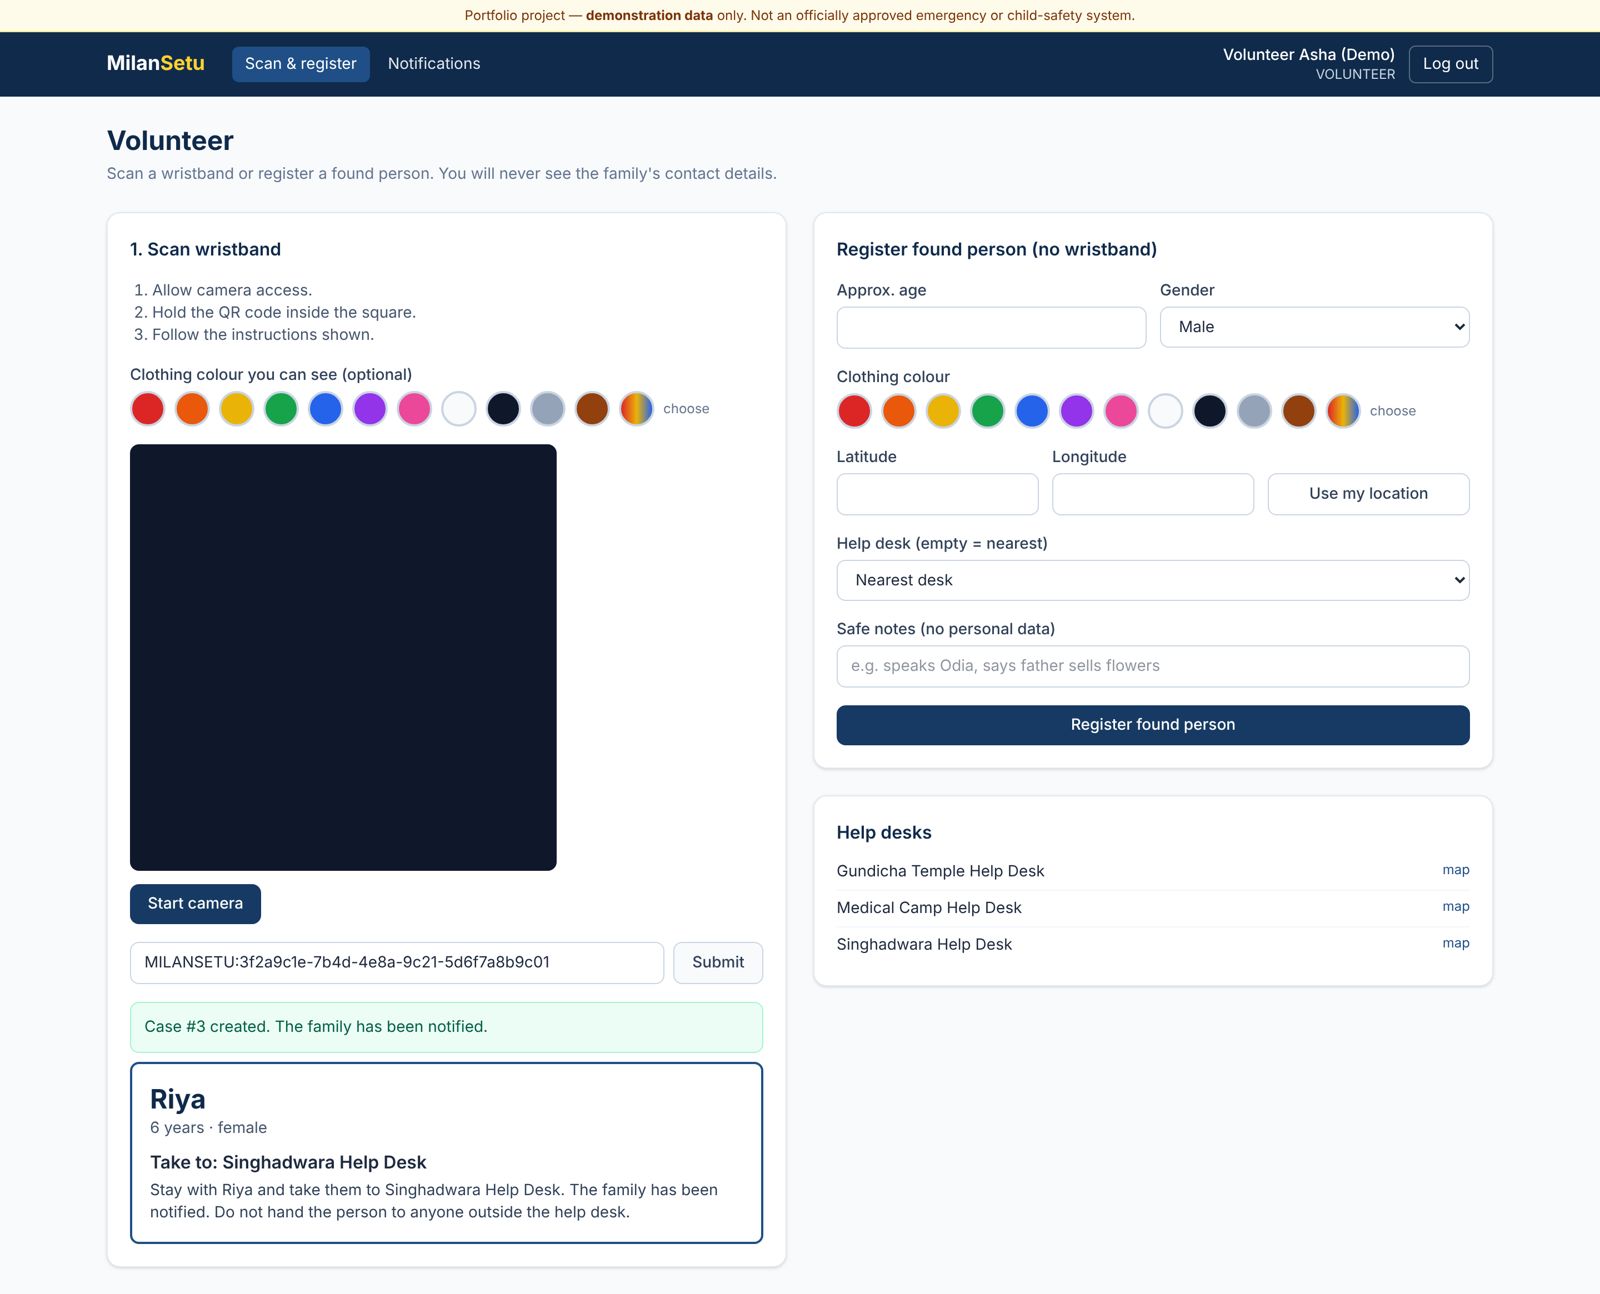 Portfolio project — demonstration data only. Not an officially approved emergency or child-safety system.
MilanSetu
Scan & register
Notifications
Volunteer Asha (Demo)
VOLUNTEER
Log out
Volunteer
Scan a wristband or register a found person. You will never see the family's contact details.
1. Scan wristband
1. Allow camera access.
2. Hold the QR code inside the square.
3. Follow the instructions shown.
Clothing colour you can see (optional)
choose
Start camera
MILANSETU:3f2a9c1e-7b4d-4e8a-9c21-5d6f7a8b9c01
Submit
Case #3 created. The family has been notified.
Riya
6 years · female
Take to: Singhadwara Help Desk
Stay with Riya and take them to Singhadwara Help Desk. The family has been
notified. Do not hand the person to anyone outside the help desk.
Register found person (no wristband)
Approx. age
Gender
Male
Clothing colour
choose
Latitude
Longitude
Use my location
Help desk (empty = nearest)
Nearest desk
Safe notes (no personal data)
e.g. speaks Odia, says father sells flowers
Register found person
Help desks
Gundicha Temple Help Desk
map
Medical Camp Help Desk
map
Singhadwara Help Desk
map